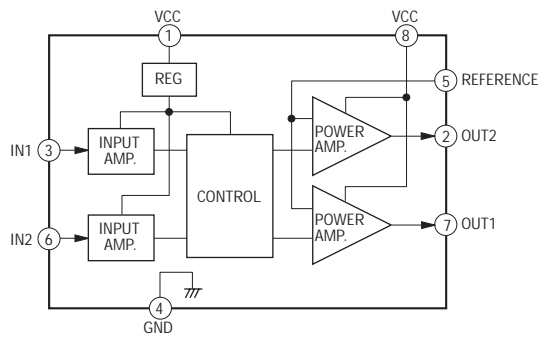 VCC
1
VCC
8
REG
5 REFERENCE
IN1 3
INPUT
AMP.
POWER
AMP.
2 OUT2
CONTROL
IN2 6
INPUT
AMP.
POWER
AMP.
7 OUT1
4
GND